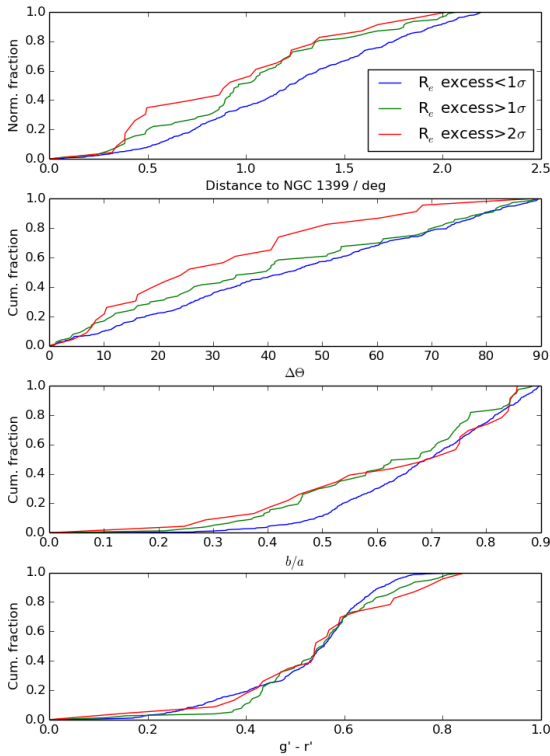 1.0
0.8
0.6
0.4
0.2
0.0
Norm. fraction
R_e excess<1σ
R_e excess>1σ
R_e excess>2σ
0.0 0.5 1.0 1.5 2.0 2.5
Distance to NGC 1399 / deg
1.0
0.8
0.6
0.4
0.2
0.0
Cum. fraction
0 10 20 30 40 50 60 70 80 90
ΔΘ
1.0
0.8
0.6
0.4
0.2
0.0
Cum. fraction
0.0 0.1 0.2 0.3 0.4 0.5 0.6 0.7 0.8 0.9
b/a
1.0
0.8
0.6
0.4
0.2
0.0
Cum. fraction
0.0 0.2 0.4 0.6 0.8 1.0
g' - r'